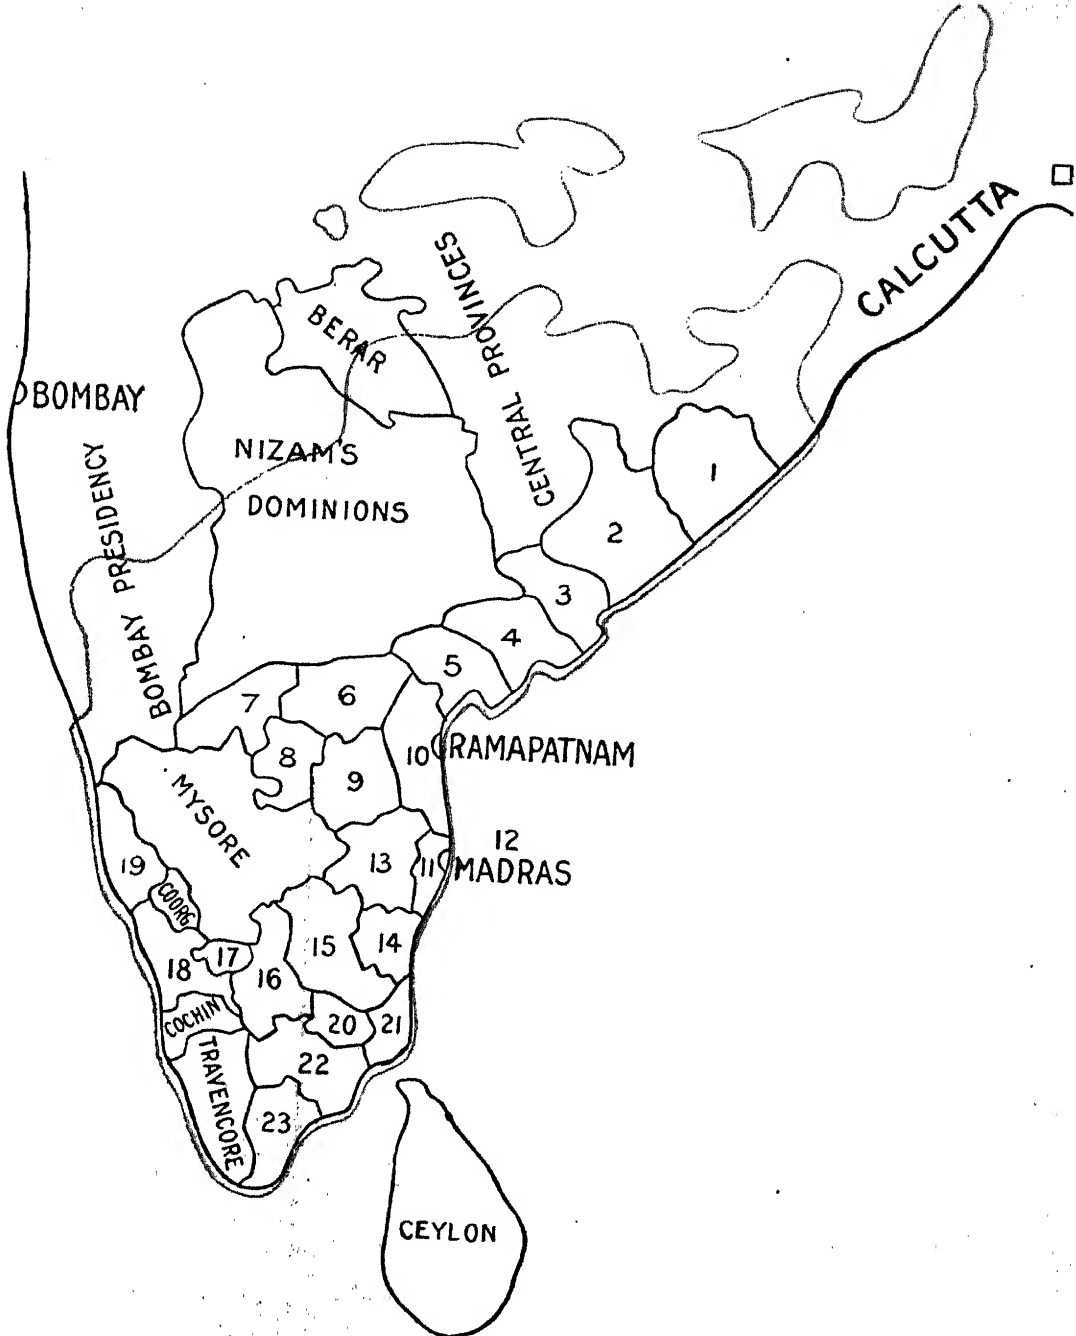 CALCUTTA
CENTRAL PROVINCES
BERAR
BOMBAY
NIZAM'S
DOMINIONS
BOMBAY PRESIDENCY
1
2
3
4
5
6
7
8
9
10
RAMAPATNAM
MYSORE
12
MADRAS
11
13
19
COORG
14
15
16
17
18
COCHIN
20
21
TRAVENCORE
22
23
CEYLON